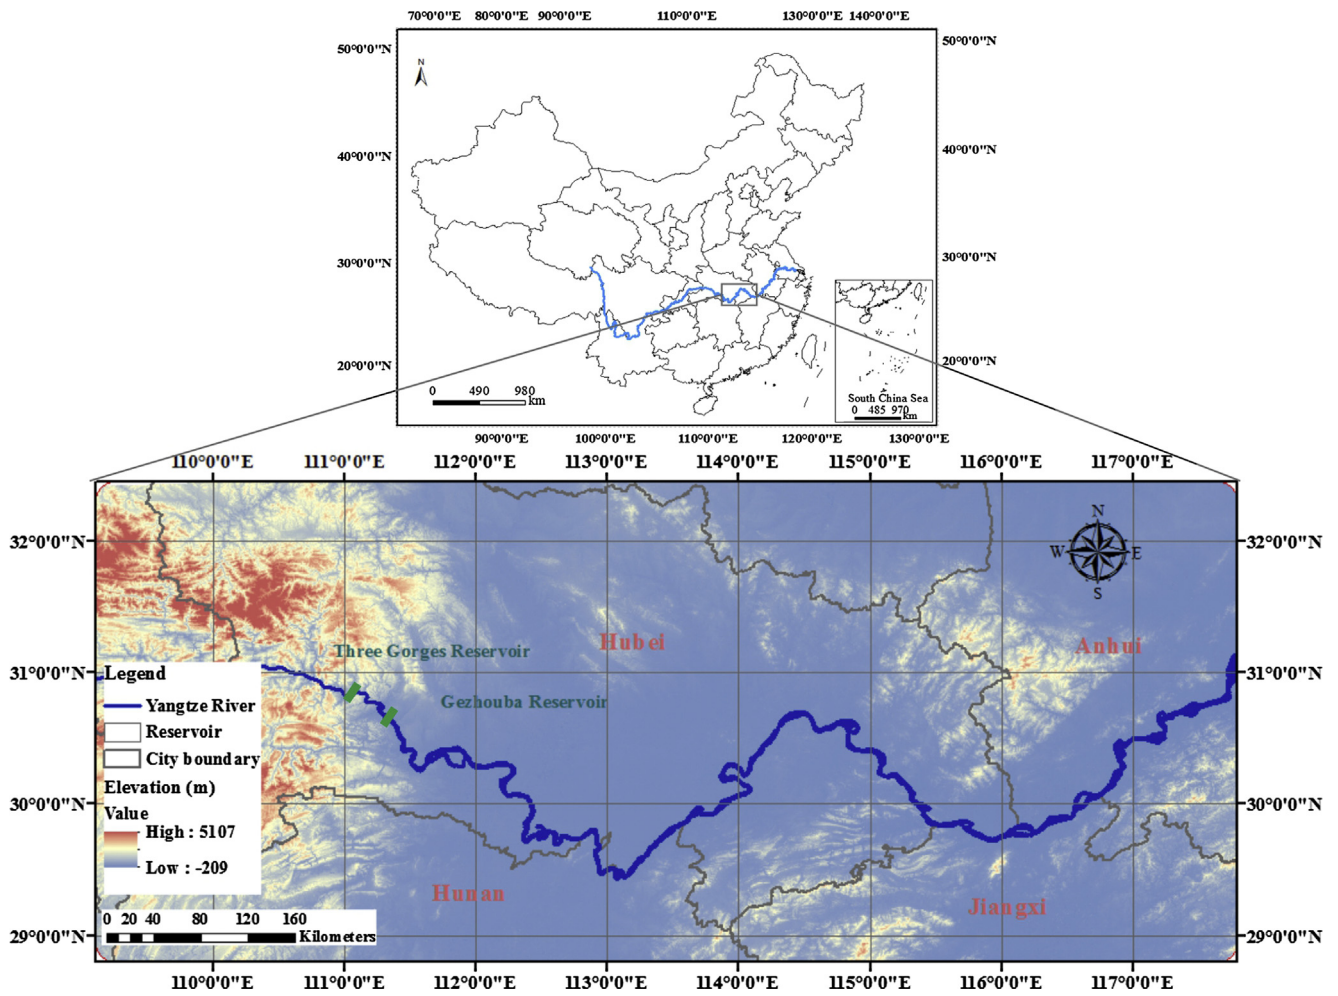 70°0'0"E 80°0'0"E 90°0'0"E 110°0'0"E 130°0'0"E 140°0'0"E
50°0'0"N 50°0'0"N
N
40°0'0"N 40°0'0"N
30°0'0"N 30°0'0"N
20°0'0"N 20°0'0"N
0 490 980
km
South China Sea
0 485 970
km
90°0'0"E 100°0'0"E 110°0'0"E 120°0'0"E 130°0'0"E
110°0'0"E 111°0'0"E 112°0'0"E 113°0'0"E 114°0'0"E 115°0'0"E 116°0'0"E 117°0'0"E
N
32°0'0"N W E 32°0'0"N
S
Hubei
Anhui
Three Gorges Reservoir
31°0'0"N 31°0'0"N
Gezhouba Reservoir
Legend
Yangtze River
Reservoir
City boundary
Elevation (m)
Value
High : 5107
Low : -209
30°0'0"N 30°0'0"N
Hunan
Jiangxi
0 20 40 80 120 160
Kilometers
29°0'0"N 29°0'0"N
110°0'0"E 111°0'0"E 112°0'0"E 113°0'0"E 114°0'0"E 115°0'0"E 116°0'0"E 117°0'0"E